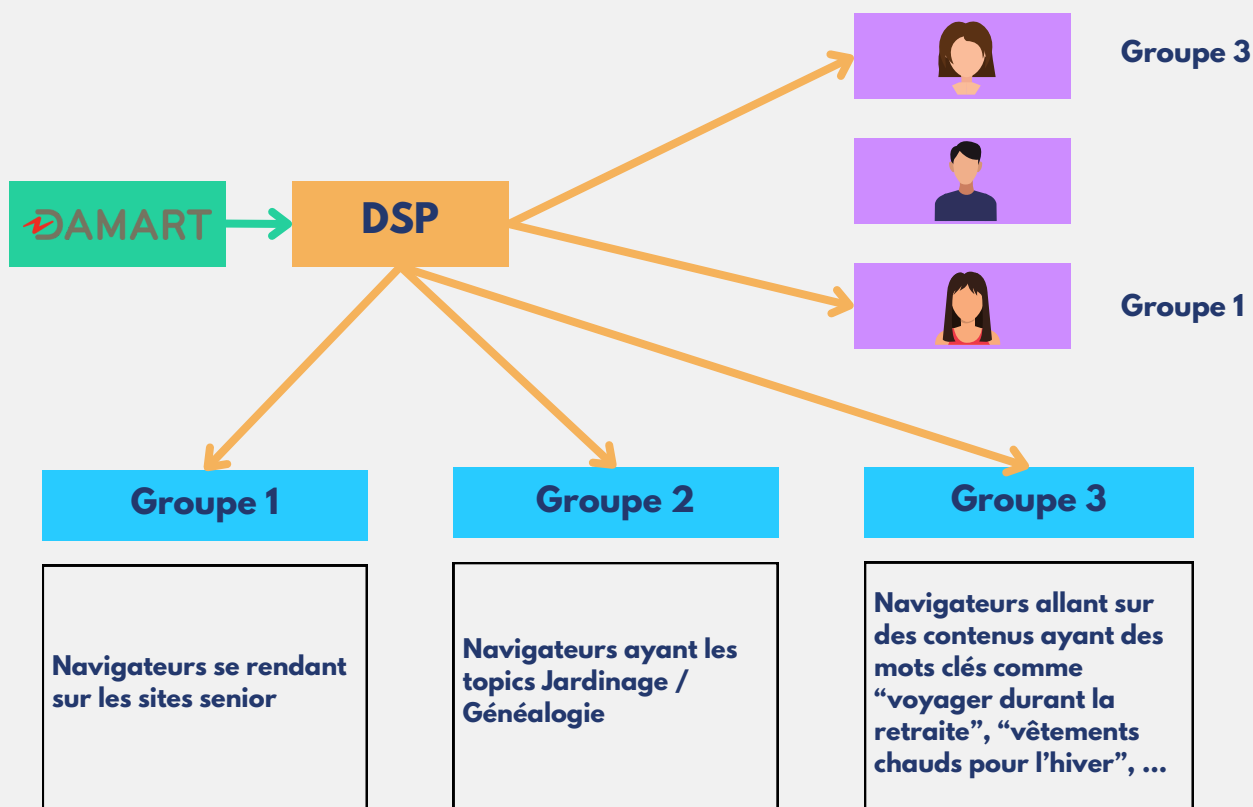 Groupe 3
DAMART
DSP
Groupe 1
Groupe 1
Groupe 2
Groupe 3
Navigateurs se rendant
sur les sites senior
Navigateurs ayant les
topics Jardinage /
Généalogie
Navigateurs allant sur
des contenus ayant des
mots clés comme
“voyager durant la
retraite”, “vêtements
chauds pour l’hiver”, ...